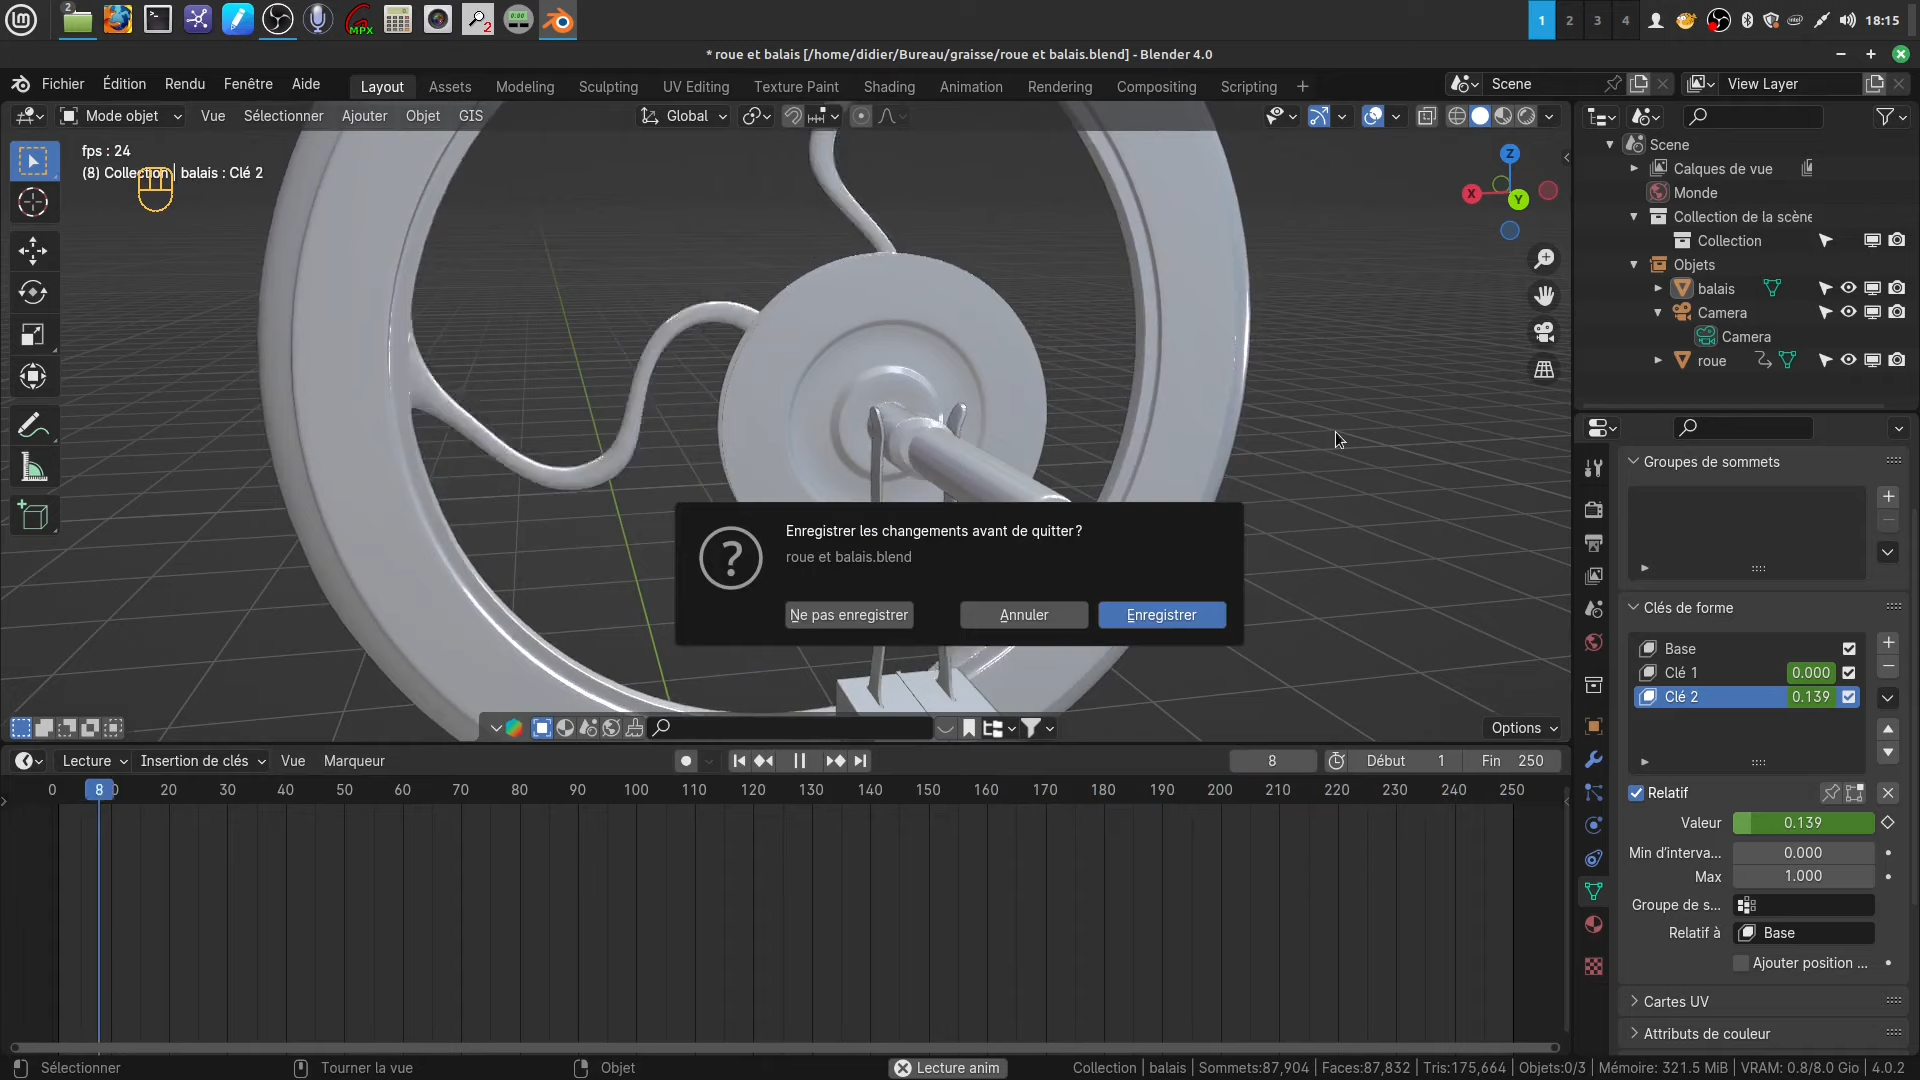 2
MPX
2
0:00
1 2 3 4
18:15
* roue et balais [/home/didier/Bureau/graisse/roue et balais.blend] - Blender 4.0
Fichier Édition Rendu Fenêtre Aide
Layout Assets Modeling Sculpting UV Editing Texture Paint Shading Animation Rendering Compositing Scripting +
Scene View Layer
Mode objet Vue Sélectionner Ajouter Objet GIS
Global
fps : 24
(8) Collection | balais : Clé 2
Z
X
Y
Scene
Calques de vue
Monde
Collection de la scène
Collection
Objets
balais
Camera
Camera
roue
Groupes de sommets
Clés de forme
Base
Clé 1 0.000
Clé 2 0.139
Relatif
Valeur 0.139
Min d'interva... 0.000
Max 1.000
Groupe de s...
Relatif à Base
Ajouter position ...
Cartes UV
Attributs de couleur
Enregistrer les changements avant de quitter ?
roue et balais.blend
Ne pas enregistrer Annuler Enregistrer
Options
Lecture Insertion de clés Vue Marqueur
8 Début 1 Fin 250
0 8 20 30 40 50 60 70 80 90 100 110 120 130 140 150 160 170 180 190 200 210 220 230 240 250
Sélectionner Tourner la vue Objet
Lecture anim
Collection | balais | Sommets:87,904 | Faces:87,832 | Tris:175,664 | Objets:0/3 | Mémoire: 321.5 MiB | VRAM: 0.8/8.0 Gio | 4.0.2